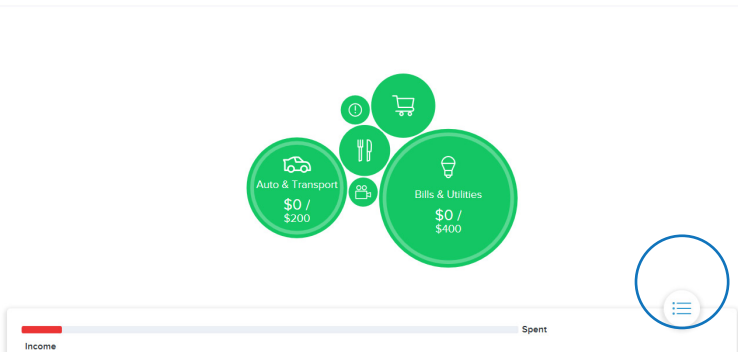 Auto & Transport
$0 /
$200
Bills & Utilities
$0 /
$400
Spent
Income